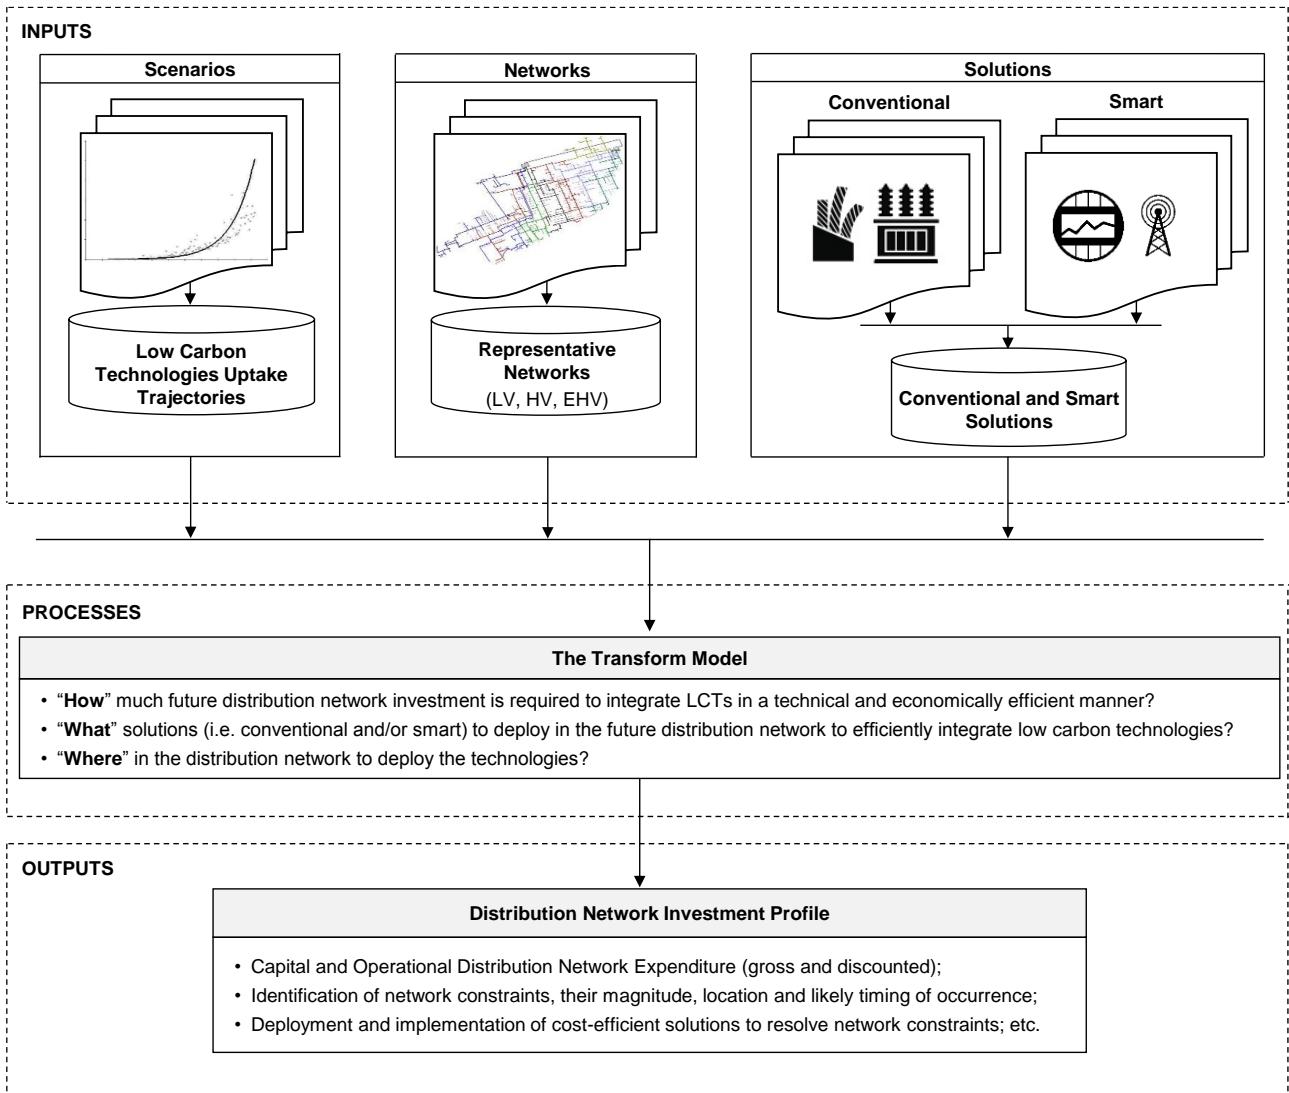 INPUTS
Scenarios
Networks
Solutions
Conventional
Smart
Low Carbon
Technologies Uptake
Trajectories
Representative
Networks
(LV, HV, EHV)
Conventional and Smart
Solutions
PROCESSES
The Transform Model
• “How” much future distribution network investment is required to integrate LCTs in a technical and economically efficient manner?
• “What” solutions (i.e. conventional and/or smart) to deploy in the future distribution network to efficiently integrate low carbon technologies?
• “Where” in the distribution network to deploy the technologies?
OUTPUTS
Distribution Network Investment Profile
• Capital and Operational Distribution Network Expenditure (gross and discounted);
• Identification of network constraints, their magnitude, location and likely timing of occurrence;
• Deployment and implementation of cost-efficient solutions to resolve network constraints; etc.